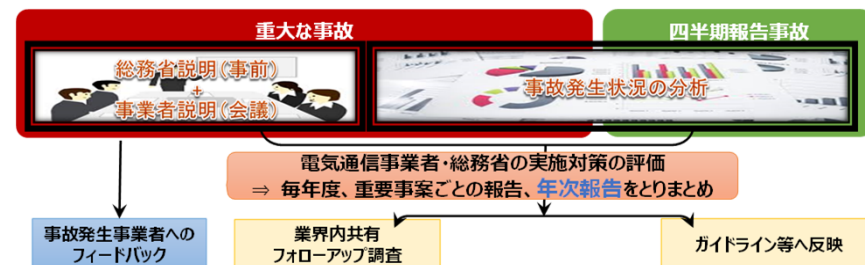 重大な事故
四半期報告事故
総務省説明(事前)
+
事業者説明(会議)
事故発生状況の分析
電気通信事業者・総務省の実施対策の評価
⇒ 毎年度、重要事案ごとの報告、年次報告をとりまとめ
事故発生事業者への
フィードバック
業界内共有
フォローアップ調査
ガイドライン等へ反映